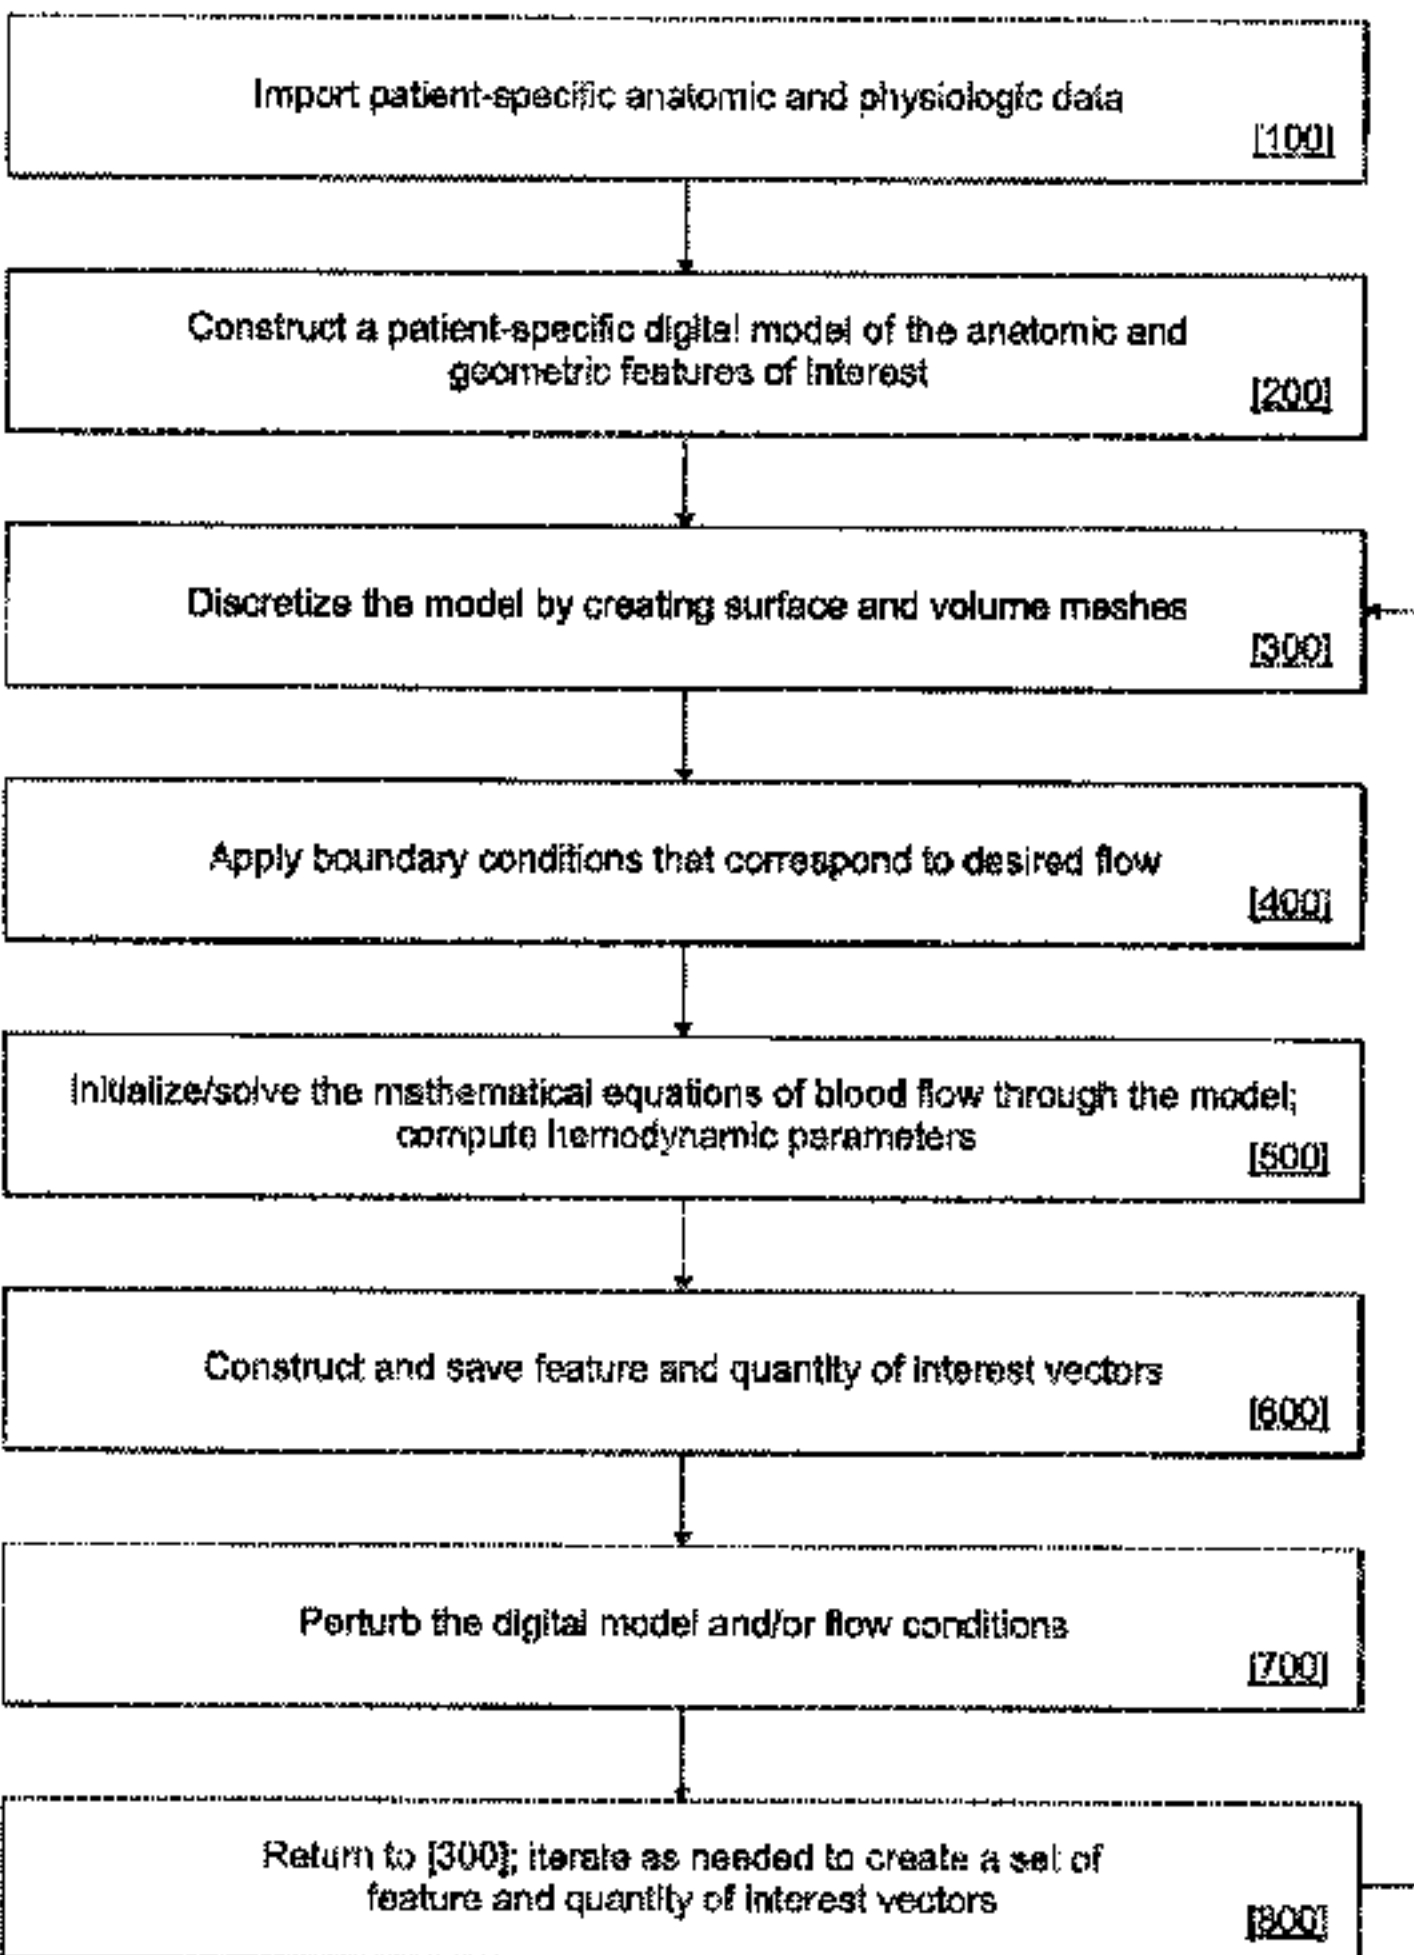 Import patient-specific anatomic and physiologic data
[100]
Construct a patient-specific digital model of the anatomic and
geometric features of interest
[200]
Discretize the model by creating surface and volume meshes
[300]
Apply boundary conditions that correspond to desired flow
[400]
Initialize/solve the mathematical equations of blood flow through the model;
compute hemodynamic parameters
[500]
Construct and save feature and quantity of interest vectors
[600]
Perturb the digital model and/or flow conditions
[700]
Return to [300]; iterate as needed to create a set of
feature and quantity of interest vectors
[800]